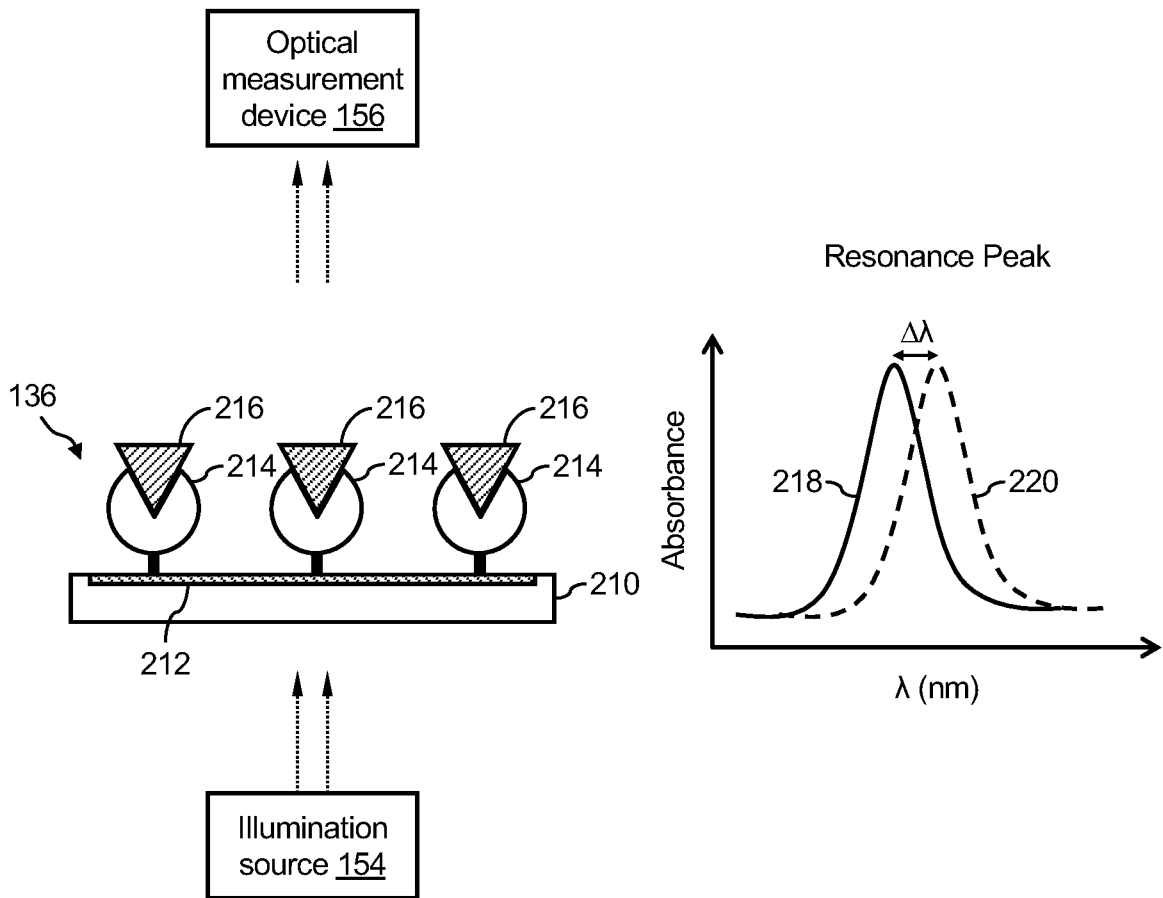 Optical
measurement
device 156
Resonance Peak
Δλ
136
216
216
216
214
214
214
218
220
Absorbance
210
212
λ (nm)
Illumination
source 154